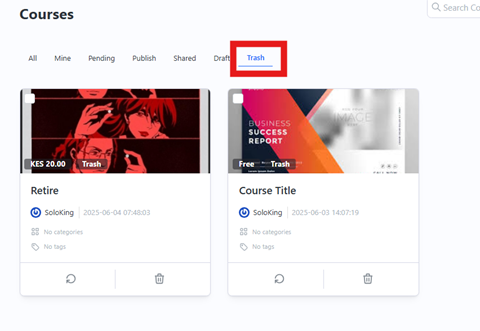 Courses
Search Co
All Mine Pending Publish Shared Draft Trash
KES 20.00 Trash
Retire
SoloKing 2025-06-04 07:48:03
No categories
No tags
BUSINESS
SUCCESS
REPORT
IMAGE
Free Trash
Course Title
SoloKing 2025-06-03 14:07:19
No categories
No tags